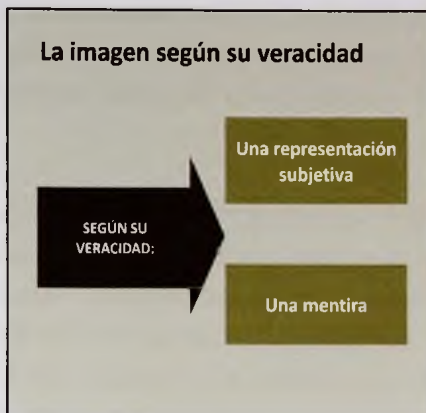 La imagen según su veracidad
Una representación
subjetiva
SEGÚN SU
VERACIDAD:
Una mentira